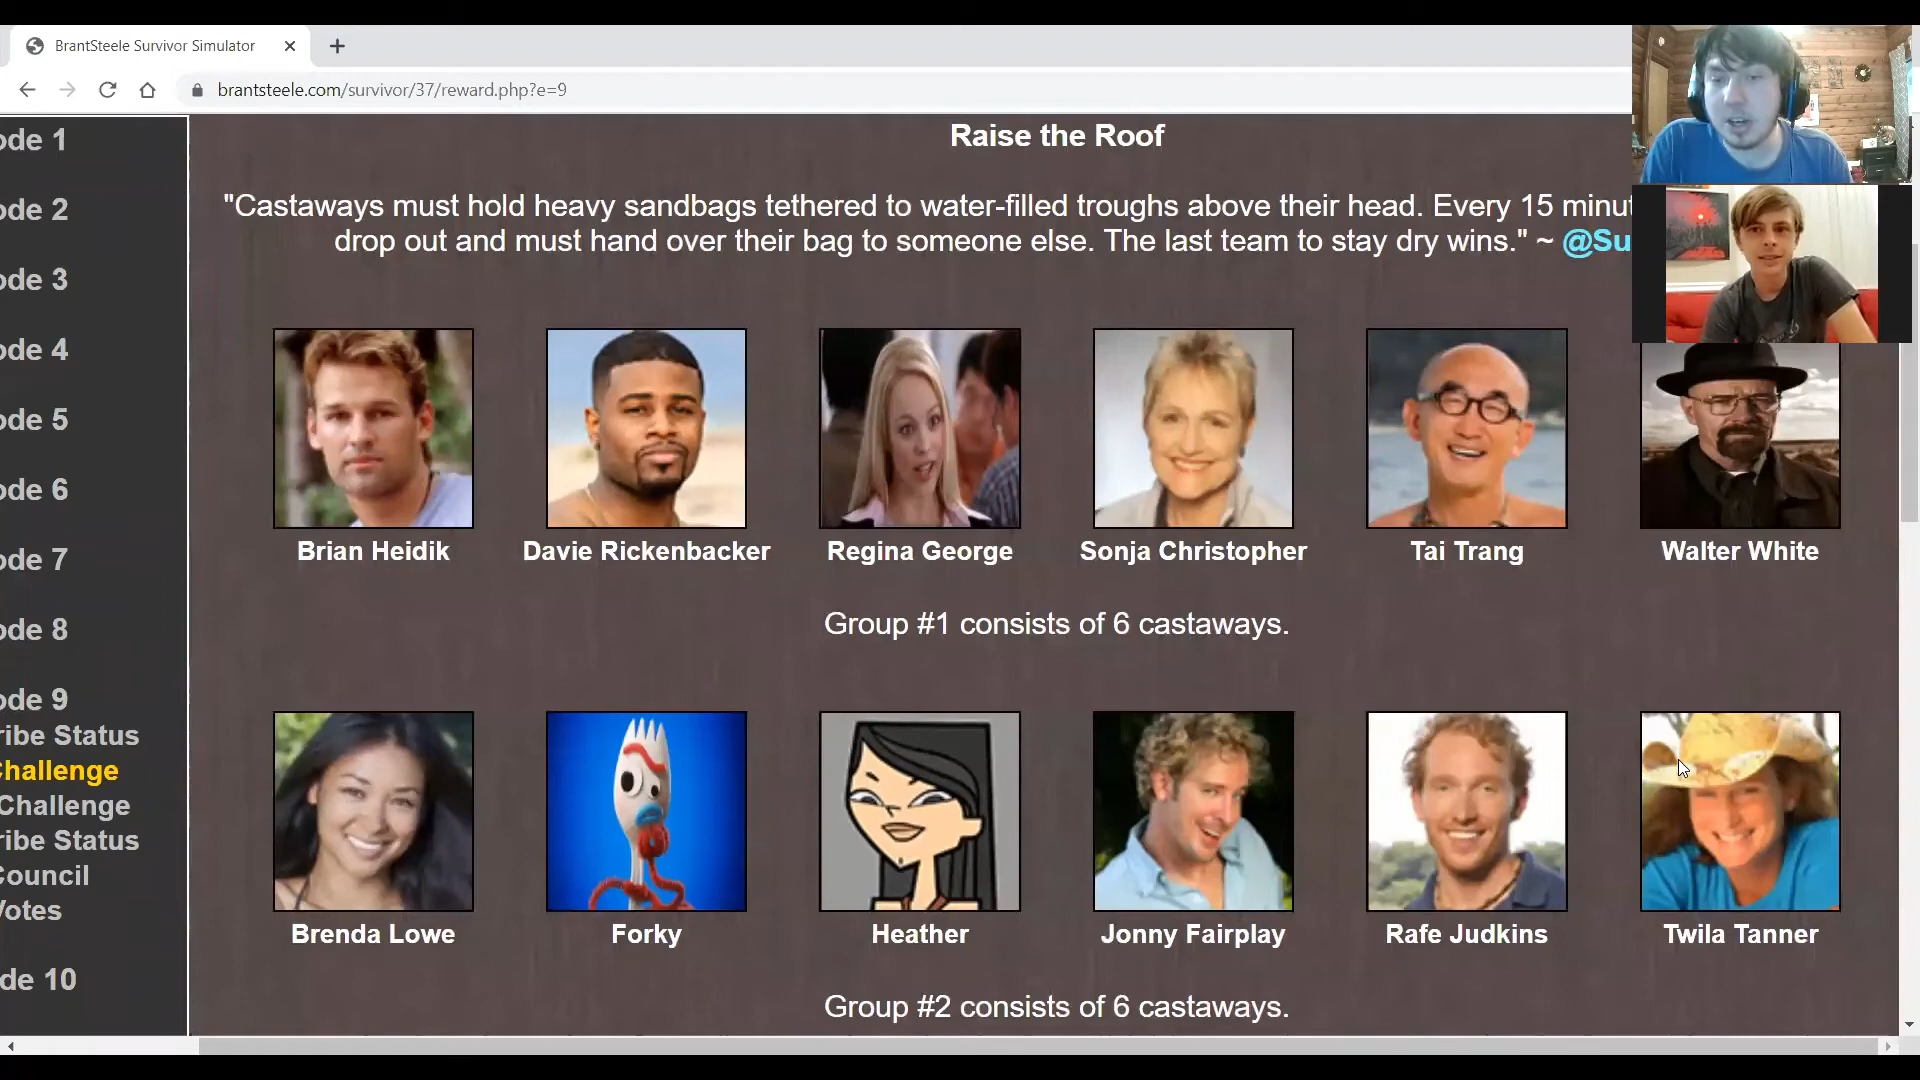 BrantSteele Survivor Simulator
brantsteele.com/survivor/37/reward.php?e=9
ode 1
ode 2
ode 3
ode 4
ode 5
ode 6
ode 7
ode 8
ode 9
ribe Status
Challenge
Challenge
ribe Status
Council
Votes
de 10
Raise the Roof
"Castaways must hold heavy sandbags tethered to water-filled troughs above their head. Every 15 minut
drop out and must hand over their bag to someone else. The last team to stay dry wins." ~ @Su
Brian Heidik Davie Rickenbacker Regina George Sonja Christopher Tai Trang Walter White
Group #1 consists of 6 castaways.
Brenda Lowe Forky Heather Jonny Fairplay Rafe Judkins Twila Tanner
Group #2 consists of 6 castaways.